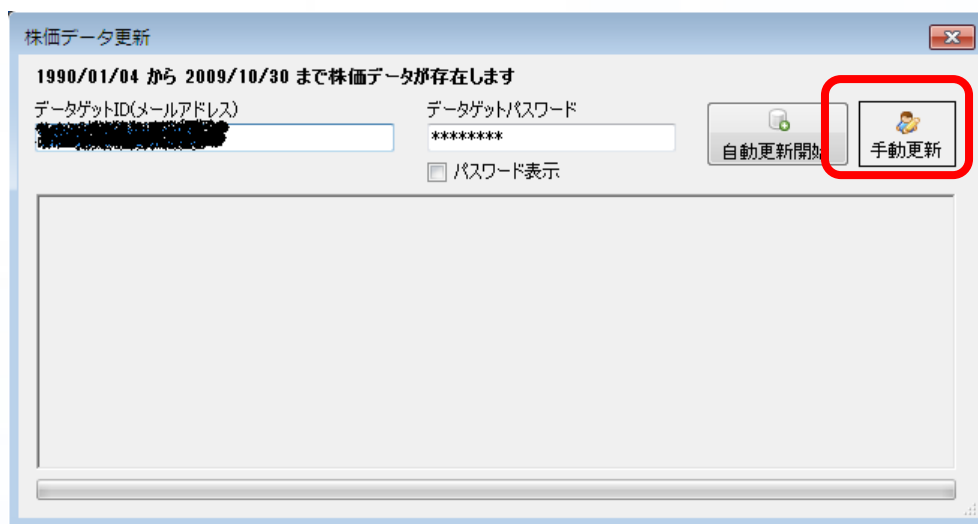 株価データ更新
1990/01/04 から 2009/10/30 まで株価データが存在します
データゲットID(メールアドレス)
データゲットパスワード
********
パスワード表示
自動更新開始
手動更新